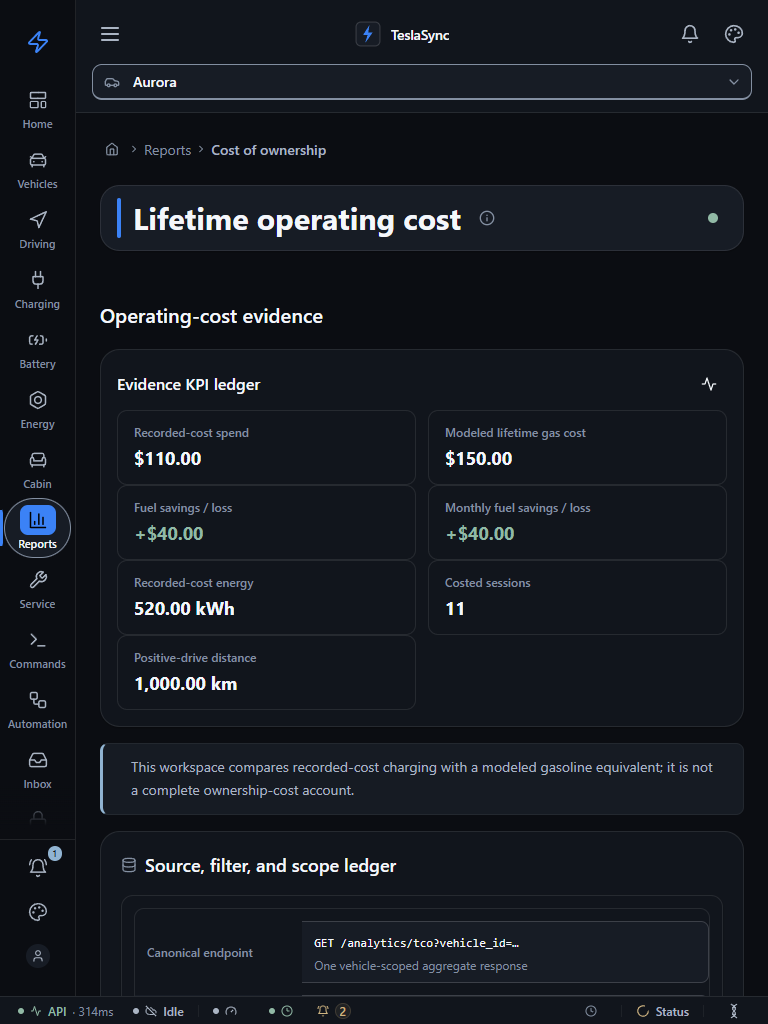 TeslaSync
Aurora
Home
Vehicles
Driving
Charging
Battery
Energy
Cabin
Reports
Service
Commands
Automation
Inbox
1
Reports
Cost of ownership
Lifetime operating cost
Operating-cost evidence
Evidence KPI ledger
Recorded-cost spend
$110.00
Modeled lifetime gas cost
$150.00
Fuel savings / loss
+$40.00
Monthly fuel savings / loss
+$40.00
Recorded-cost energy
520.00 kWh
Costed sessions
11
Positive-drive distance
1,000.00 km
This workspace compares recorded-cost charging with a modeled gasoline equivalent; it is not
a complete ownership-cost account.
Source, filter, and scope ledger
Canonical endpoint
GET /analytics/tco?vehicle_id=…
One vehicle-scoped aggregate response
API · 314ms
Idle
2
Status